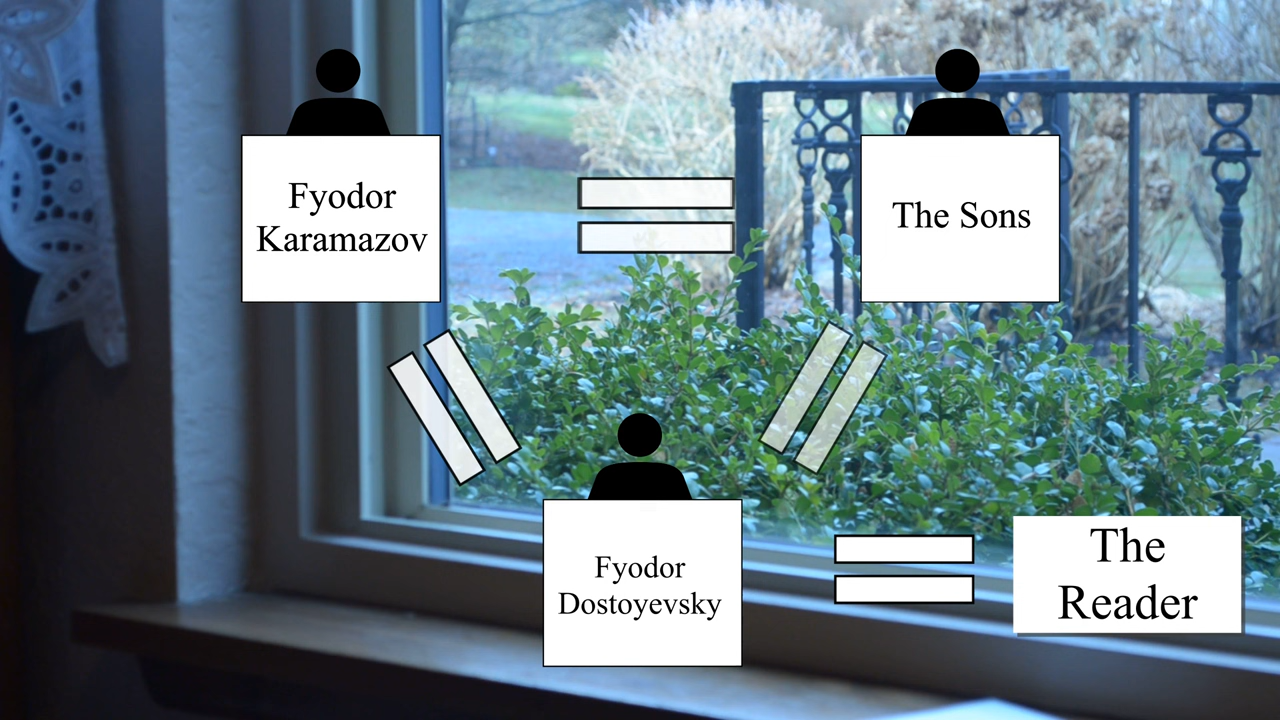 Fyodor
Karamazov
The Sons
Fyodor
Dostoyevsky
The
Reader